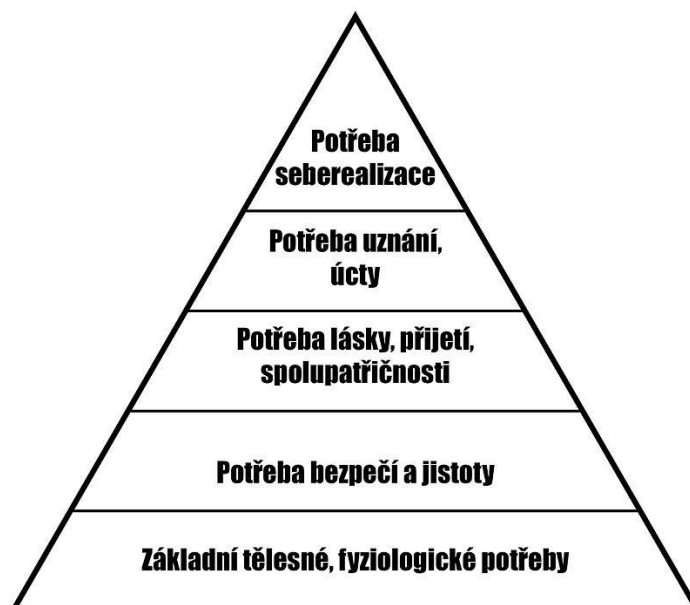 Potřeba
seberealizace
Potřeba uznání,
úcty
Potřeba lásky, přijetí,
spolupatřičnosti
Potřeba bezpečí a jistoty
Základní tělesné, fyziologické potřeby